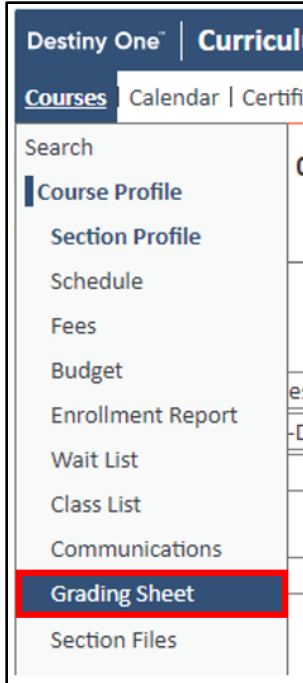 Destiny One™ | Curricul
Courses | Calendar | Certifi
Search
Course Profile
Section Profile
Schedule
Fees
Budget
Enrollment Report
Wait List
Class List
Communications
Grading Sheet
Section Files